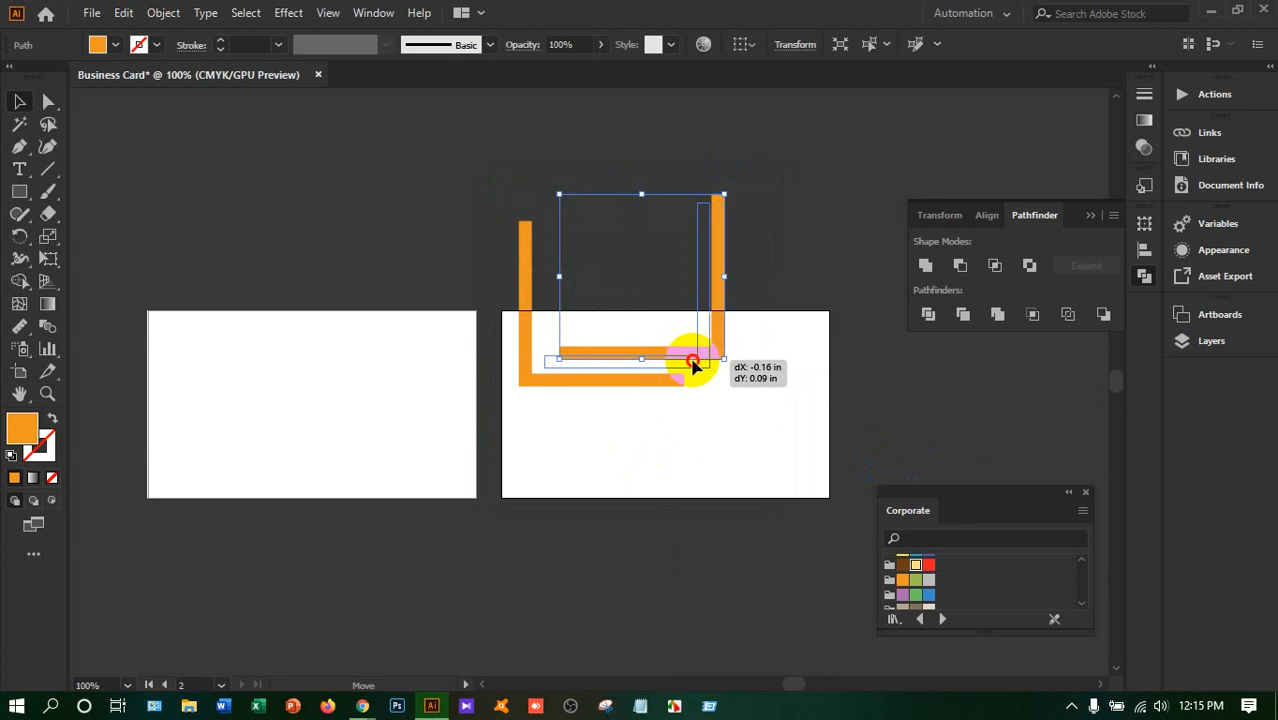 Ai File Edit Object Type Select Effect View Window Help Automation Search Adobe Stock
Path Stroke: Basic Opacity: 100% Style: Transform
Business Card* @ 100% (CMYK/GPU Preview)
Actions
Links
Libraries
Document Info
Variables
Appearance
Asset Export
Artboards
Layers
Transform Align Pathfinder
Shape Modes:
Expand
Pathfinders:
dX: -0.16 in
dY: 0.09 in
Corporate
100% 2 Move
12:15 PM